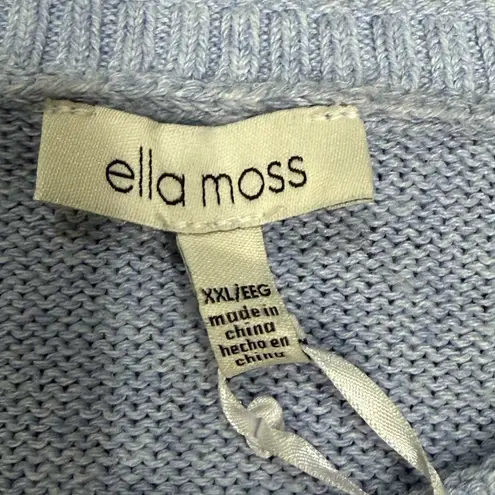 ella moss
XXL/EEG
made in
china
hecho en
china